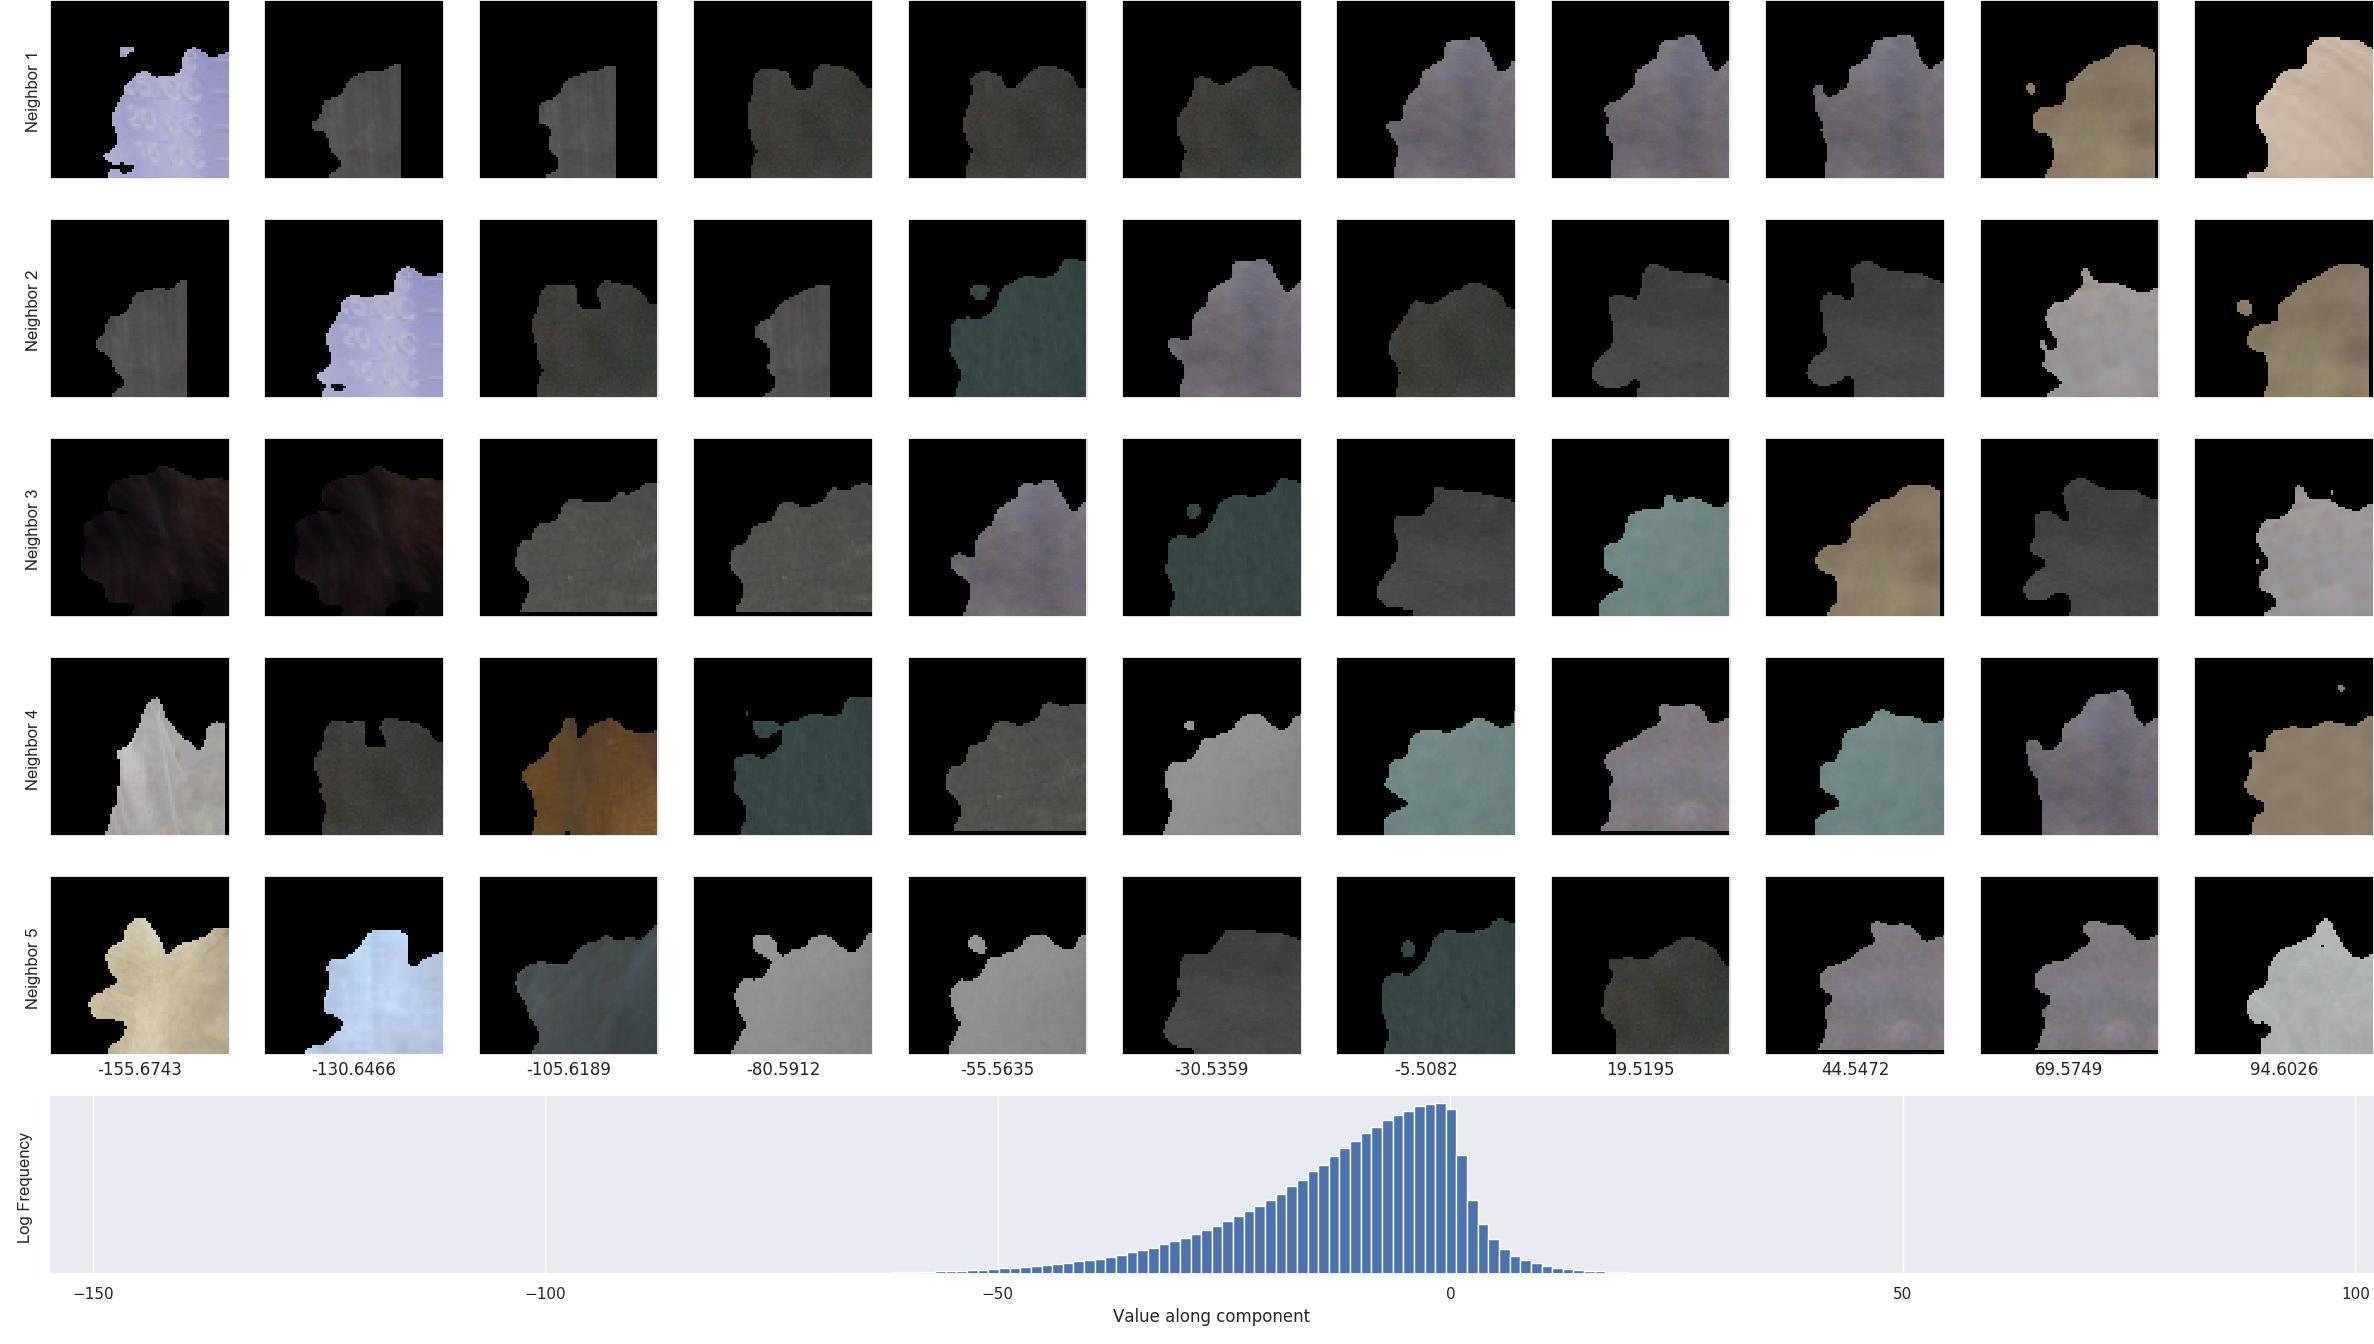 Neighbor 1
Neighbor 2
Neighbor 3
Neighbor 4
Neighbor 5
-155.6743 -130.6466 -105.6189 -80.5912 -55.5635 -30.5359 -5.5082 19.5195 44.5472 69.5749 94.6026
Log Frequency
−150 −100 −50 0 50 100
Value along component